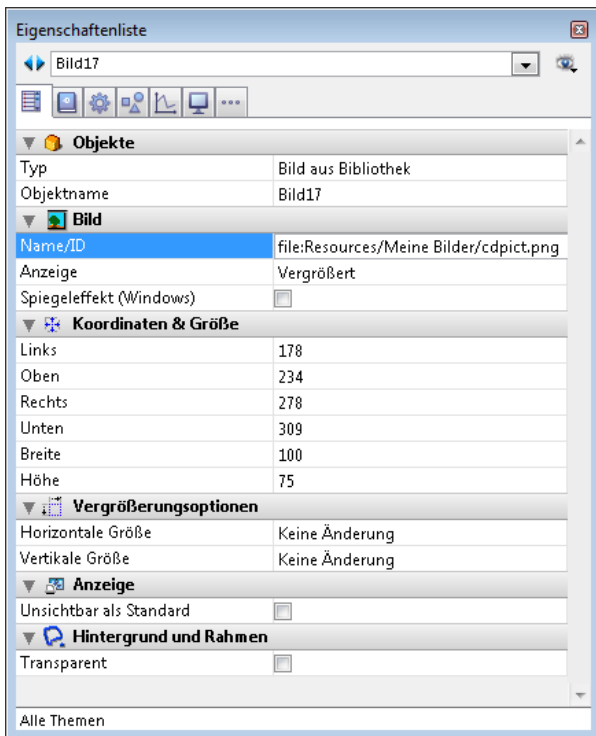 Eigenschaftenliste
Bild17
Objekte
Typ Bild aus Bibliothek
Objektname Bild17
Bild
Name/ID file:Resources/Meine Bilder/cdpict.png
Anzeige Vergrößert
Spiegeleffekt (Windows)
Koordinaten & Größe
Links 178
Oben 234
Rechts 278
Unten 309
Breite 100
Höhe 75
Vergrößerungsoptionen
Horizontale Größe Keine Änderung
Vertikale Größe Keine Änderung
Anzeige
Unsichtbar als Standard
Hintergrund und Rahmen
Transparent
Alle Themen